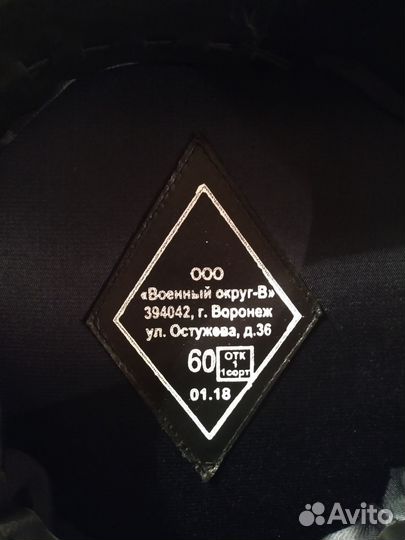 ООО
«Военный округ-В»
394042, г. Воронеж
ул. Остужева, д.36
60 ОТК
1
1сорт
01.18
Avito